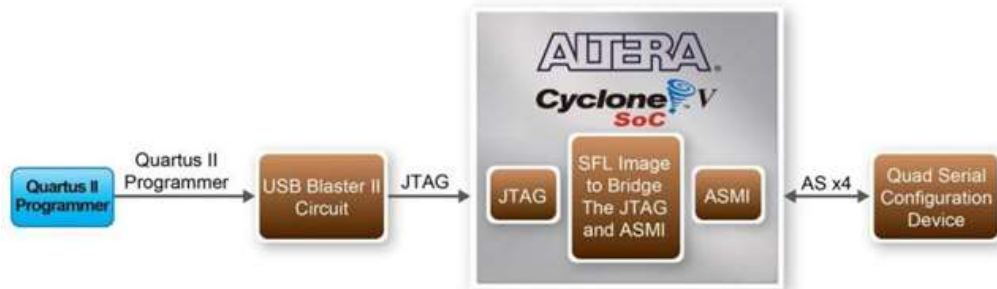 ALTERA®
Cyclone™ V
SoC
Quartus II
Programmer
Quartus II
Programmer
USB Blaster II
Circuit
JTAG
JTAG
SFL Image
to Bridge
The JTAG
and ASMI
ASMI
AS x4
Quad Serial
Configuration
Device